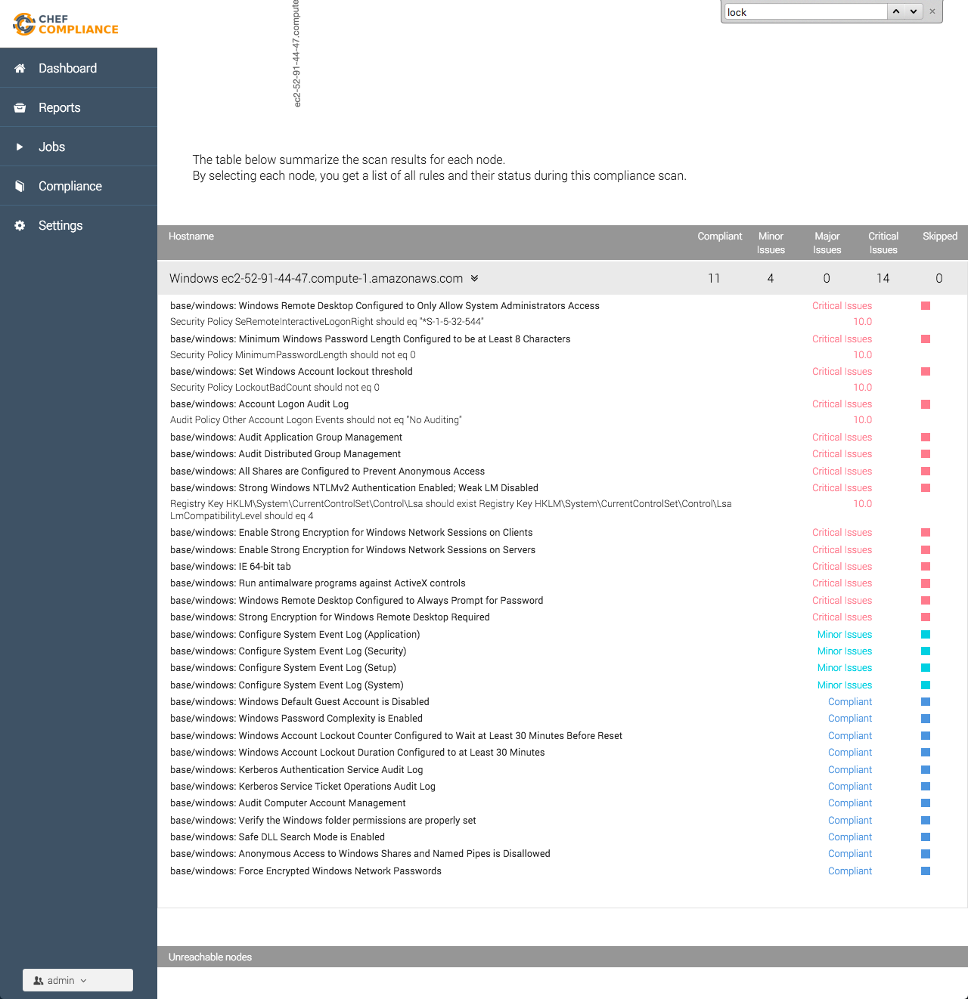 CHEF
COMPLIANCE
lock
Dashboard
Reports
Jobs
Compliance
Settings
ec2-52-91-44-47.compute
The table below summarize the scan results for each node.
By selecting each node, you get a list of all rules and their status during this compliance scan.
Hostname Compliant Minor Issues Major Issues Critical Issues Skipped
Windows ec2-52-91-44-47.compute-1.amazonaws.com 11 4 0 14 0
base/windows: Windows Remote Desktop Configured to Only Allow System Administrators Access Critical Issues
Security Policy SeRemoteInteractiveLogonRight should eq "*S-1-5-32-544" 10.0
base/windows: Minimum Windows Password Length Configured to be at Least 8 Characters Critical Issues
Security Policy MinimumPasswordLength should not eq 0 10.0
base/windows: Set Windows Account lockout threshold Critical Issues
Security Policy LockoutBadCount should not eq 0 10.0
base/windows: Account Logon Audit Log Critical Issues
Audit Policy Other Account Logon Events should not eq "No Auditing" 10.0
base/windows: Audit Application Group Management Critical Issues
base/windows: Audit Distributed Group Management Critical Issues
base/windows: All Shares are Configured to Prevent Anonymous Access Critical Issues
base/windows: Strong Windows NTLMv2 Authentication Enabled; Weak LM Disabled Critical Issues
Registry Key HKLM\System\CurrentControlSet\Control\Lsa should exist Registry Key HKLM\System\CurrentControlSet\Control\Lsa 10.0
LmCompatibilityLevel should eq 4
base/windows: Enable Strong Encryption for Windows Network Sessions on Clients Critical Issues
base/windows: Enable Strong Encryption for Windows Network Sessions on Servers Critical Issues
base/windows: IE 64-bit tab Critical Issues
base/windows: Run antimalware programs against ActiveX controls Critical Issues
base/windows: Windows Remote Desktop Configured to Always Prompt for Password Critical Issues
base/windows: Strong Encryption for Windows Remote Desktop Required Critical Issues
base/windows: Configure System Event Log (Application) Minor Issues
base/windows: Configure System Event Log (Security) Minor Issues
base/windows: Configure System Event Log (Setup) Minor Issues
base/windows: Configure System Event Log (System) Minor Issues
base/windows: Windows Default Guest Account is Disabled Compliant
base/windows: Windows Password Complexity is Enabled Compliant
base/windows: Windows Account Lockout Counter Configured to Wait at Least 30 Minutes Before Reset Compliant
base/windows: Windows Account Lockout Duration Configured to at Least 30 Minutes Compliant
base/windows: Kerberos Authentication Service Audit Log Compliant
base/windows: Kerberos Service Ticket Operations Audit Log Compliant
base/windows: Audit Computer Account Management Compliant
base/windows: Verify the Windows folder permissions are properly set Compliant
base/windows: Safe DLL Search Mode is Enabled Compliant
base/windows: Anonymous Access to Windows Shares and Named Pipes is Disallowed Compliant
base/windows: Force Encrypted Windows Network Passwords Compliant
Unreachable nodes
admin